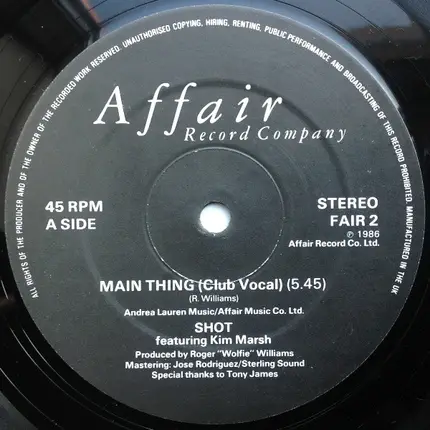 ALL RIGHTS OF THE PRODUCER AND OF THE OWNER OF THE RECORDED WORK RESERVED. UNAUTHORISED COPYING, HIRING, RENTING, PUBLIC PERFORMANCE AND BROADCASTING OF THIS RECORD PROHIBITED. MANUFACTURED IN THE UK
Affair
Record Company
45 RPM
A SIDE
STEREO
FAIR 2
℗ 1986
Affair Record Co. Ltd.
MAIN THING (Club Vocal) (5.45)
(R. Williams)
Andrea Lauren Music/Affair Music Co. Ltd.
SHOT
featuring Kim Marsh
Produced by Roger "Wolfie" Williams
Mastering: Jose Rodriguez/Sterling Sound
Special thanks to Tony James